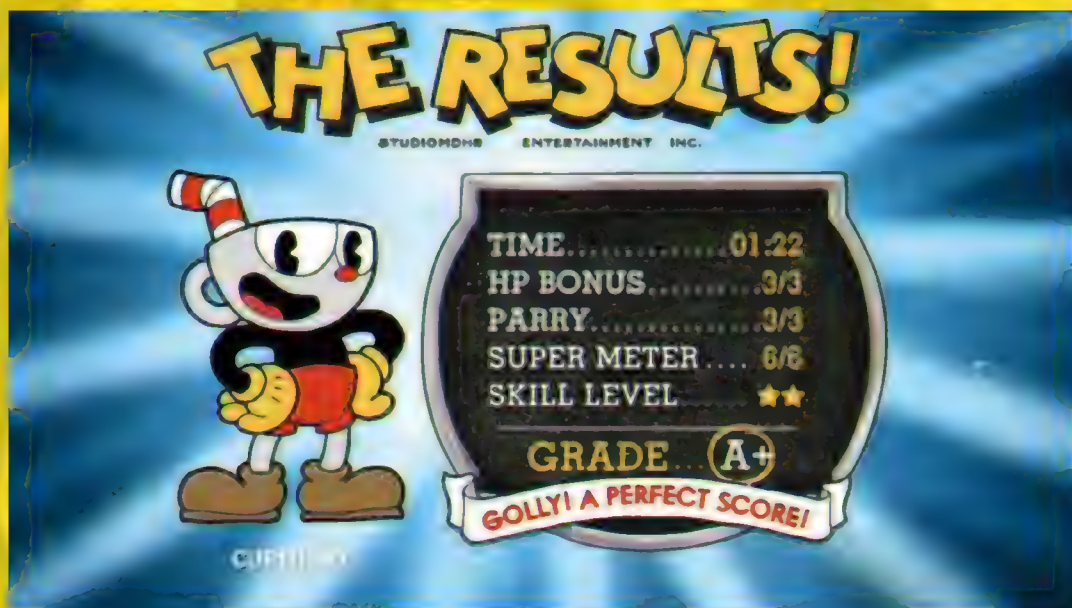 THE RESULTS!
STUDIOMDHR ENTERTAINMENT INC.
TIME................01:22
HP BONUS...........3/3
PARRY................3/3
SUPER METER.... 6/6
SKILL LEVEL ★★
GRADE... A+
GOLLY! A PERFECT SCORE!